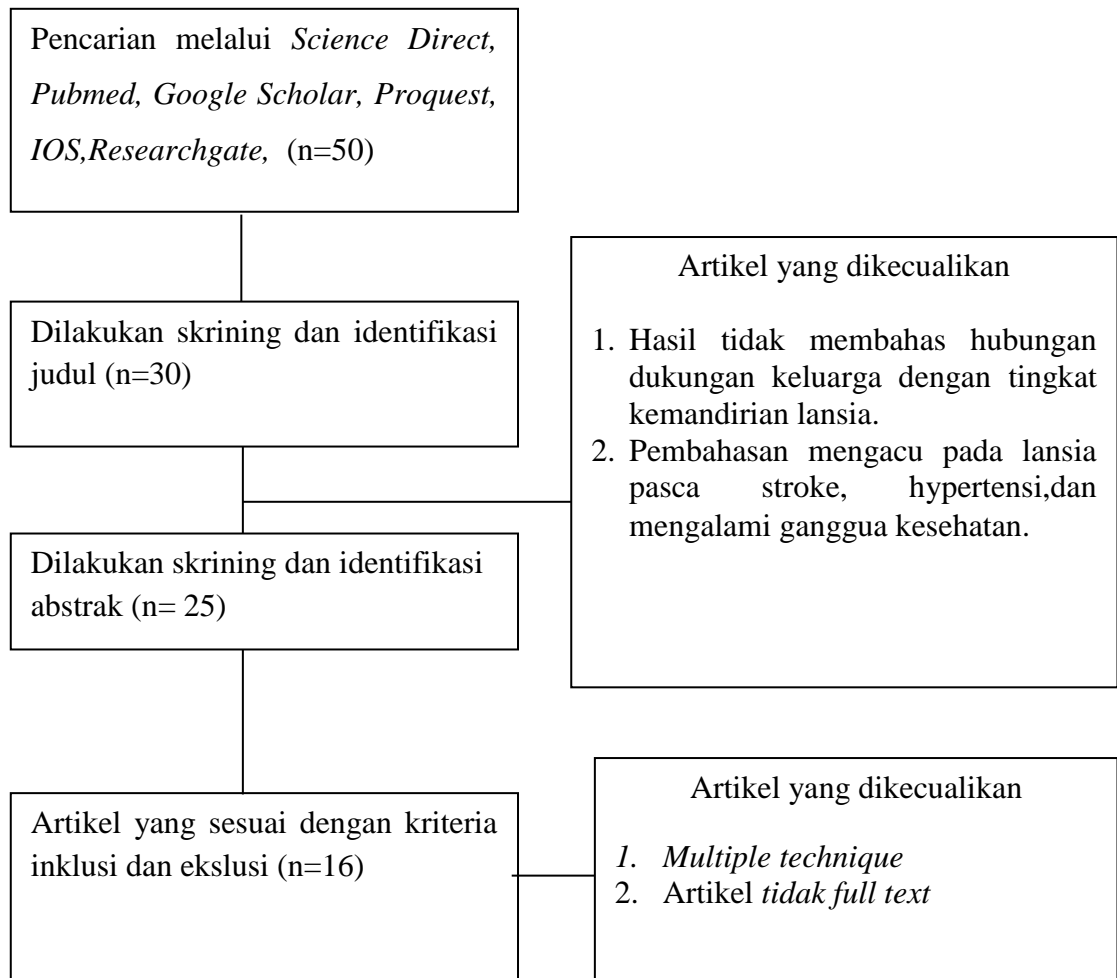 Pencarian melalui Science Direct,
Pubmed, Google Scholar, Proquest,
IOS,Researchgate, (n=50)
Dilakukan skrining dan identifikasi
judul (n=30)
Artikel yang dikecualikan
1. Hasil tidak membahas hubungan
dukungan keluarga dengan tingkat
kemandirian lansia.
2. Pembahasan mengacu pada lansia
pasca stroke, hypertensi,dan
mengalami ganggua kesehatan.
Dilakukan skrining dan identifikasi
abstrak (n= 25)
Artikel yang sesuai dengan kriteria
inklusi dan ekslusi (n=16)
Artikel yang dikecualikan
1. Multiple technique
2. Artikel tidak full text